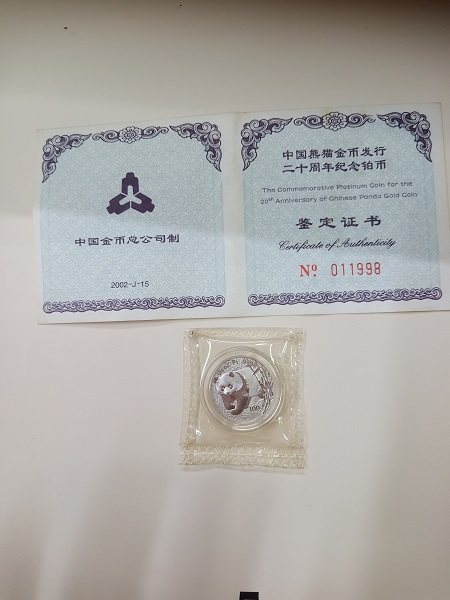 中国金币总公司制
2002-J-15
中国熊猫金币发行
二十周年纪念铂币
The Commemorative Platinum Coin for the
20th Anniversary of Chinese Panda Gold Coin
鉴定证书
Certificate of Authenticity
Nº 011998
100